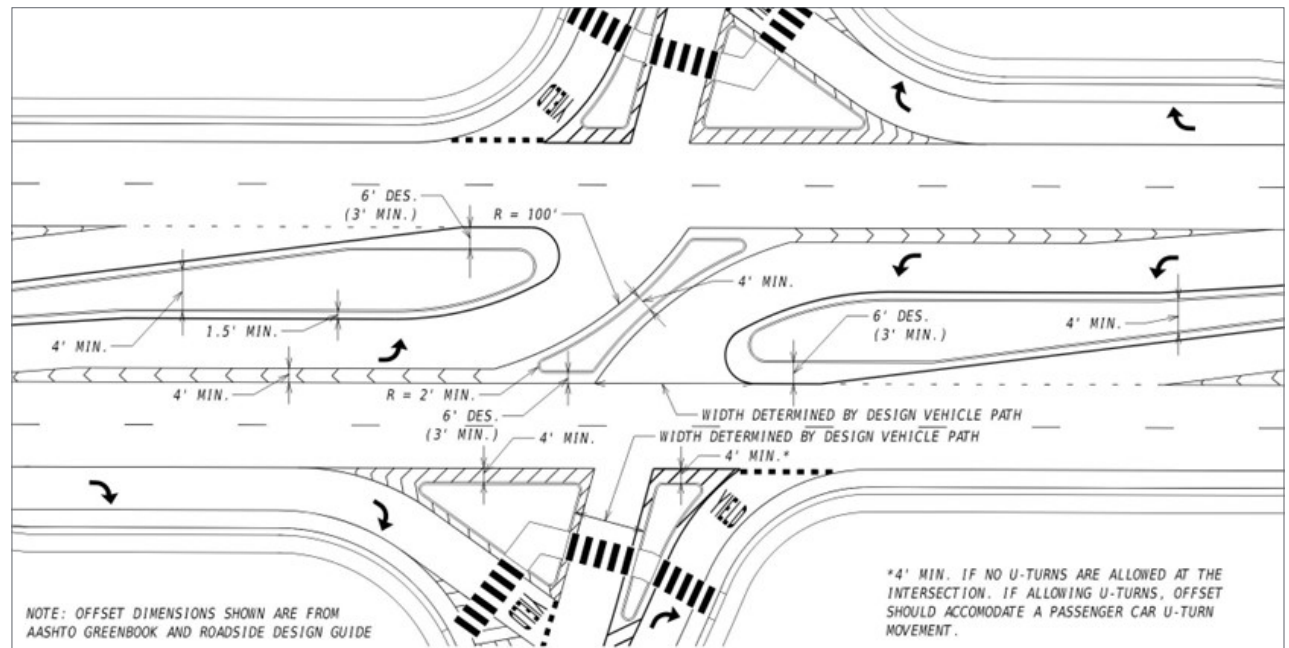 YIELD
YIELD
6' DES.
(3' MIN.)
R = 100'
4' MIN.
1.5' MIN.
4' MIN.
6' DES.
(3' MIN.)
4' MIN.
4' MIN.
R = 2' MIN.
6' DES.
(3' MIN.)
WIDTH DETERMINED BY DESIGN VEHICLE PATH
WIDTH DETERMINED BY DESIGN VEHICLE PATH
4' MIN.
4' MIN.*
YIELD
YIELD
NOTE: OFFSET DIMENSIONS SHOWN ARE FROM
AASHTO GREENBOOK AND ROADSIDE DESIGN GUIDE
*4' MIN. IF NO U-TURNS ARE ALLOWED AT THE
INTERSECTION. IF ALLOWING U-TURNS, OFFSET
SHOULD ACCOMODATE A PASSENGER CAR U-TURN
MOVEMENT.